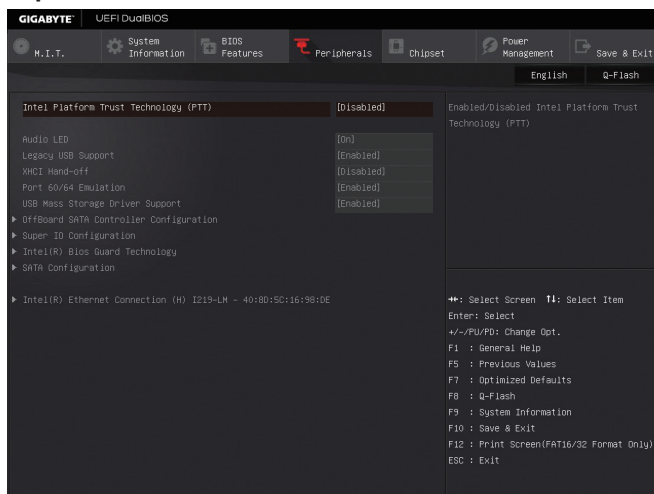 GIGABYTE™ UEFI DualBIOS
M.I.T.
System Information
BIOS Features
Peripherals
Chipset
Power Management
Save & Exit
English Q-Flash
Intel Platform Trust Technology (PTT) [Disabled]
Audio LED [On]
Legacy USB Support [Enabled]
XHCI Hand-off [Disabled]
Port 60/64 Emulation [Enabled]
USB Mass Storage Driver Support [Enabled]
OffBoard SATA Controller Configuration
Super IO Configuration
Intel(R) Bios Guard Technology
SATA Configuration
Intel(R) Ethernet Connection (H) I219-LM - 40:8D:5C:16:98:DE
Enabled/Disabled Intel Platform Trust
Technology (PTT)
→←: Select Screen ↑↓: Select Item
Enter: Select
+/-/PU/PD: Change Opt.
F1 : General Help
F5 : Previous Values
F7 : Optimized Defaults
F8 : Q-Flash
F9 : System Information
F10 : Save & Exit
F12 : Print Screen(FAT16/32 Format Only)
ESC : Exit